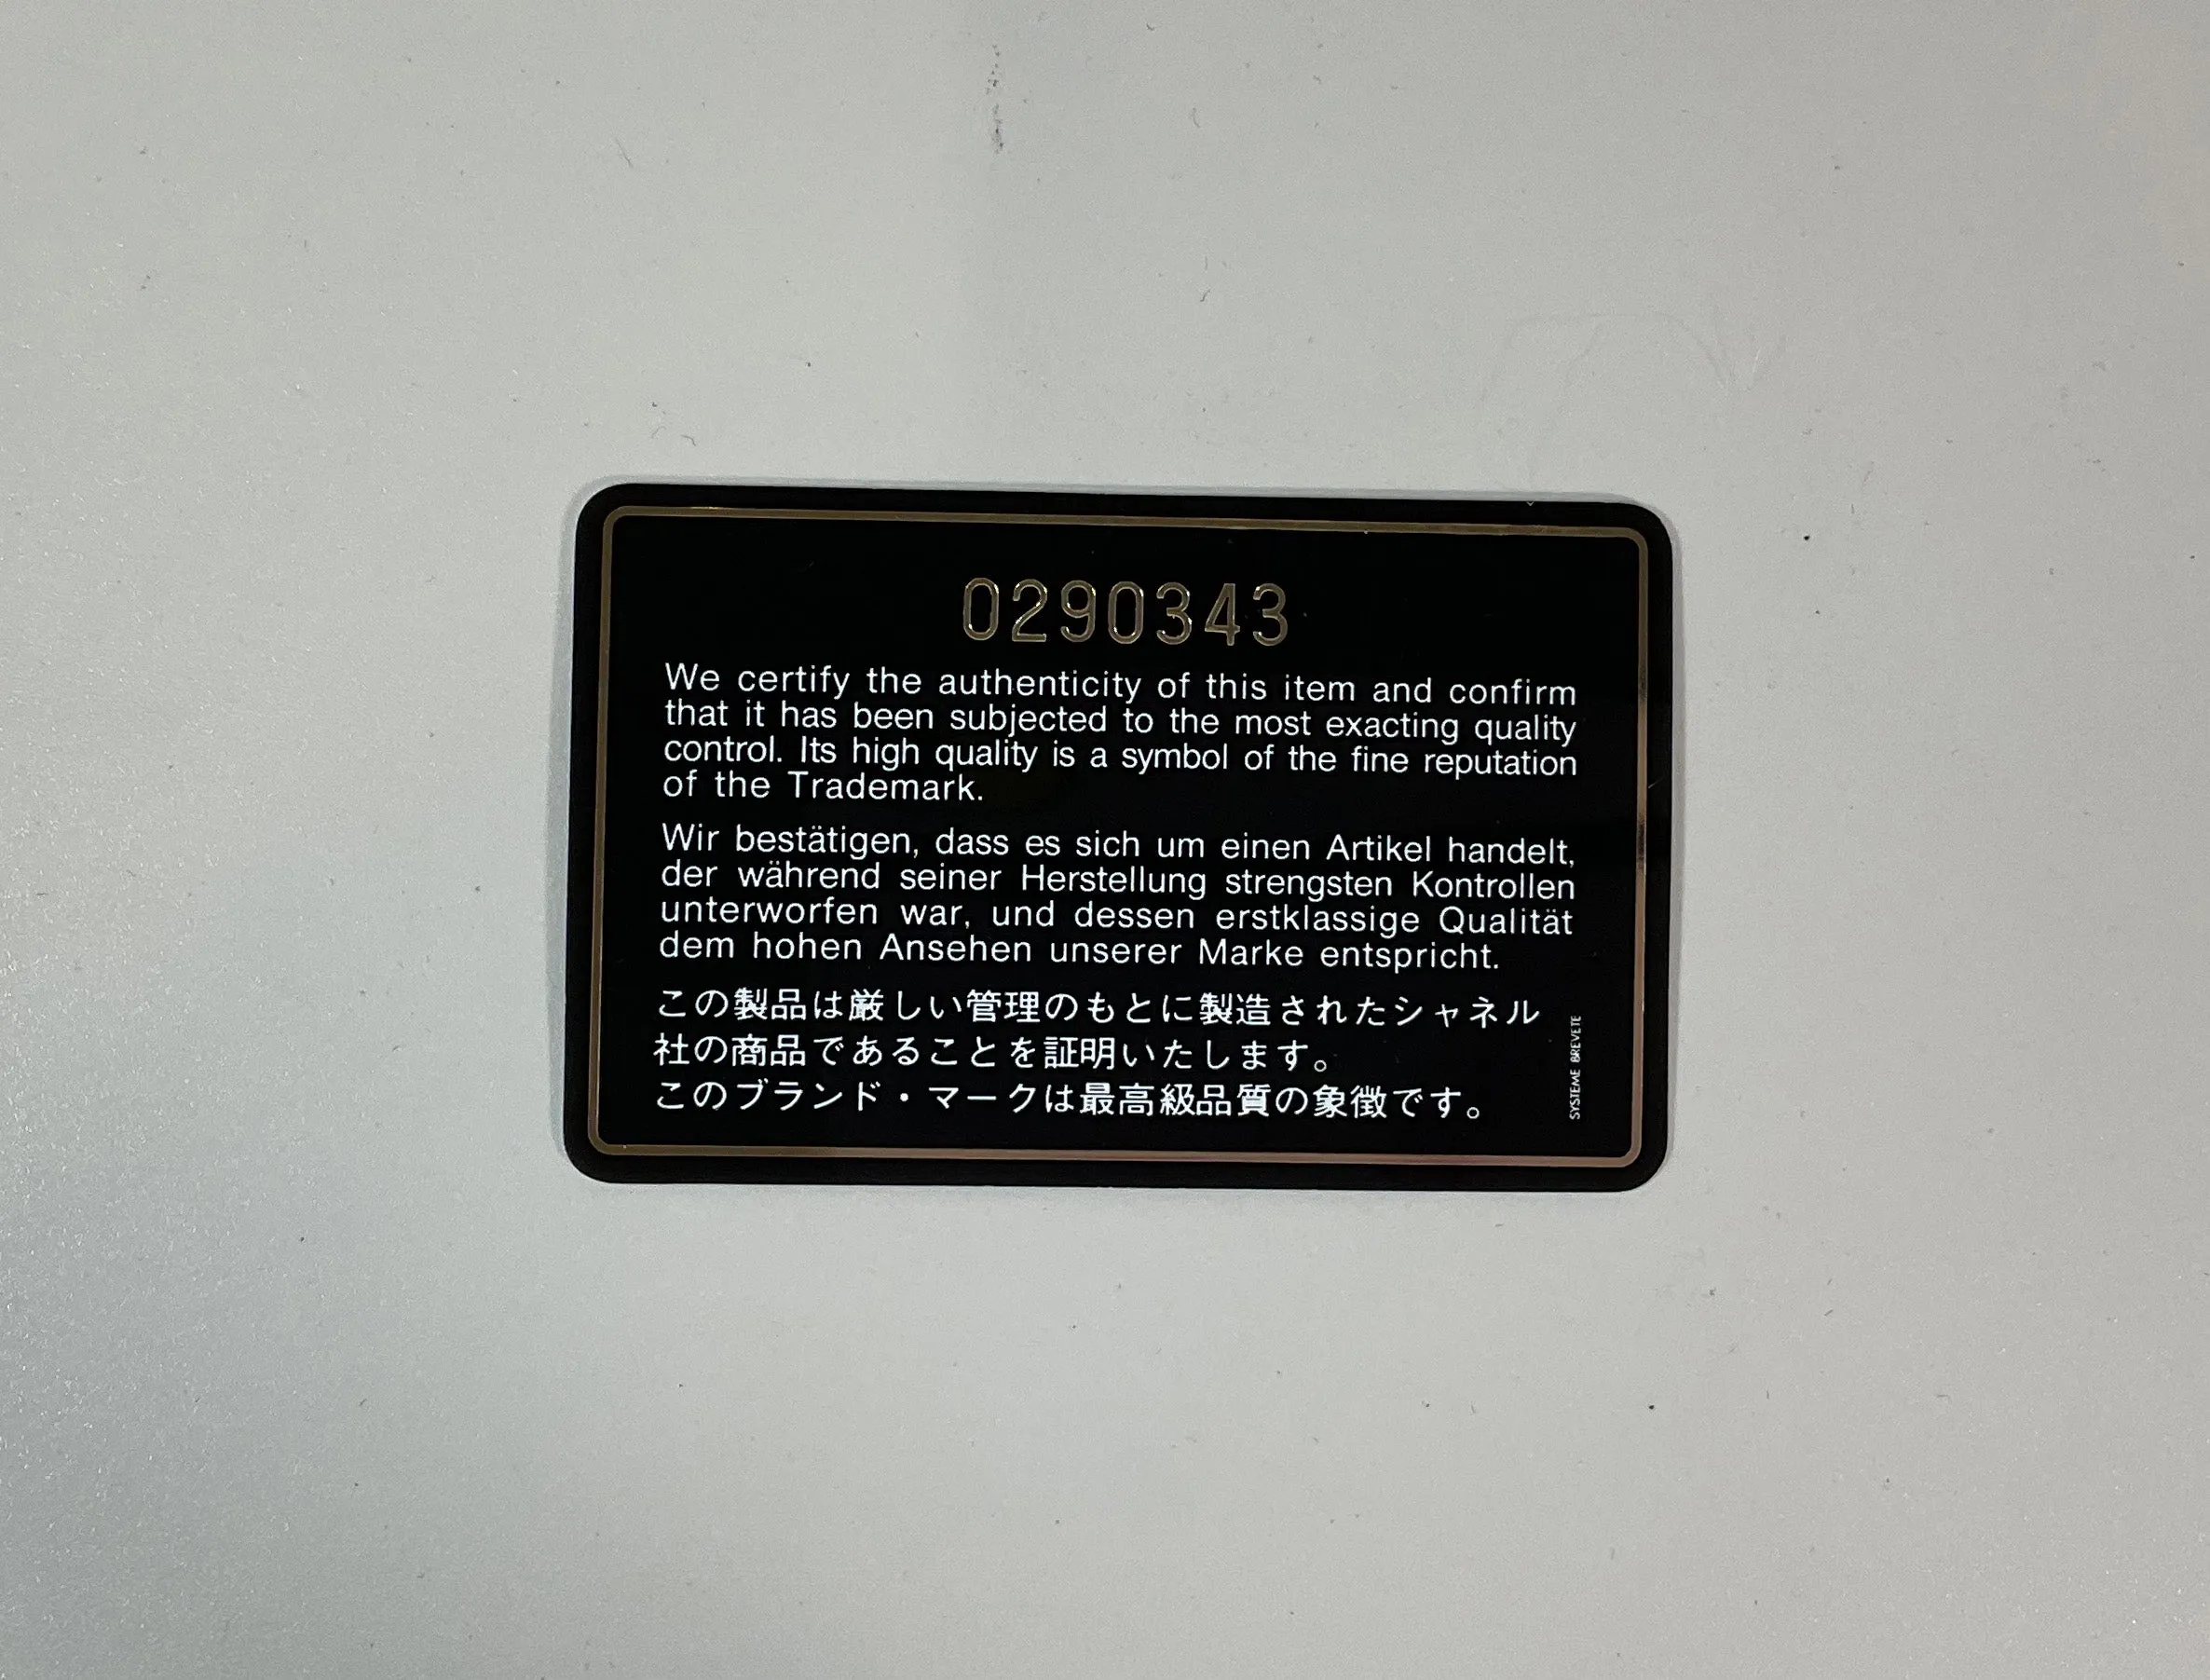 0290343
We certify the authenticity of this item and confirm
that it has been subjected to the most exacting quality
control. Its high quality is a symbol of the fine reputation
of the Trademark.
Wir bestätigen, dass es sich um einen Artikel handelt,
der während seiner Herstellung strengsten Kontrollen
unterworfen war, und dessen erstklassige Qualität
dem hohen Ansehen unserer Marke entspricht.
この製品は厳しい管理のもとに製造されたシャネル
社の商品であることを証明いたします。
このブランド・マークは最高級品質の象徴です。
SYSTEME BREVETE